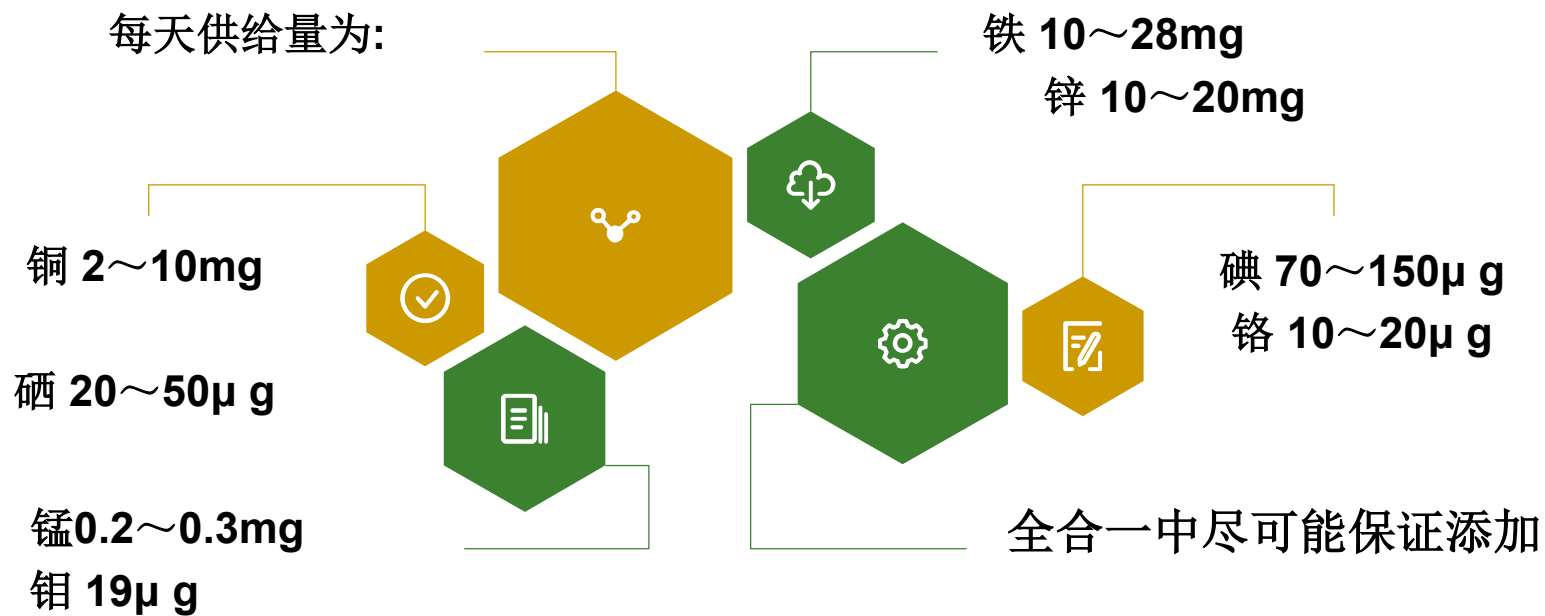 每天供给量为:
铁 10～28mg
锌 10～20mg
铜 2～10mg
碘 70～150μ g
铬 10～20μ g
硒 20～50μ g
锰0.2～0.3mg
钼 19μ g
全合一中尽可能保证添加